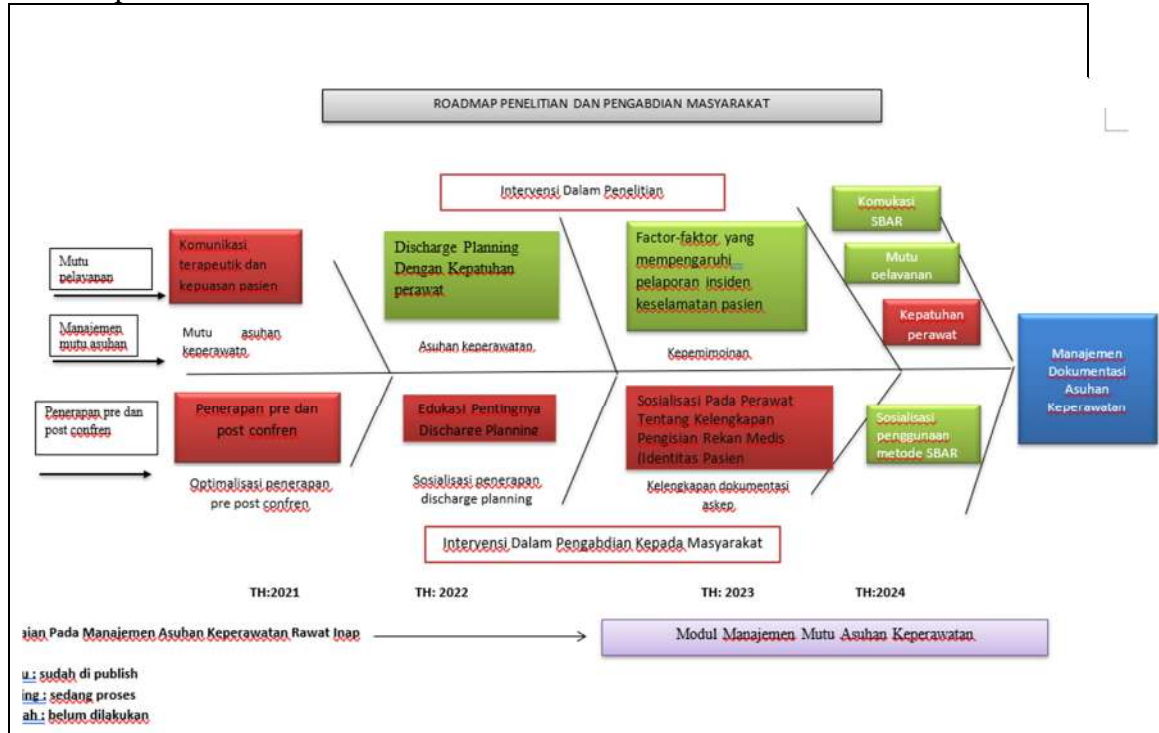 ROADMAP PENELITIAN DAN PENGABDIAN MASYARAKAT
Intervensi Dalam Penelitian
Mutu
pelayanan
Manajemen
mutu asuhan
Penerapan pre dan
post confren
Komunikasi
terapeutik dan
kepuasan pasien
Mutu asuhan
keperawatn
Discharge Planning
Dengan Kepatuhan
perawat
Asuhan keperawatan
Factor-faktor yang
mempengaruhi
pelaporan insiden
keselamatan pasien
Kepemimoinan
Komukasi
SBAR
Mutu
pelavanan
Kepatuhan
perawat
Manajemen
Dokumentasi
Asuhan
Keperawatan
Penerapan pre dan
post confren
Optimalisasi penerapan
pre post confren
Edukasi Pentingnya
Discharge Planning
Sosialisasi penerapan
discharge planning
Sosialisasi Pada Perawat
Tentang Kelengkapan
Pengisian Rekan Medis
(Identitas Pasien
Kelengkapan dokumentasi
askep
Sosialisasi
penggunaan
metode SBAR
Intervensi Dalam Pengabdian Kepada Masyarakat
TH:2021 TH: 2022 TH: 2023 TH:2024
aian Pada Manajemen Asuhan Keperawatan Rawat Inap
Modul Manajemen Mutu Asuhan Keperawatan
u : sudah di publish
ing : sedang proses
ah : belum dilakukan